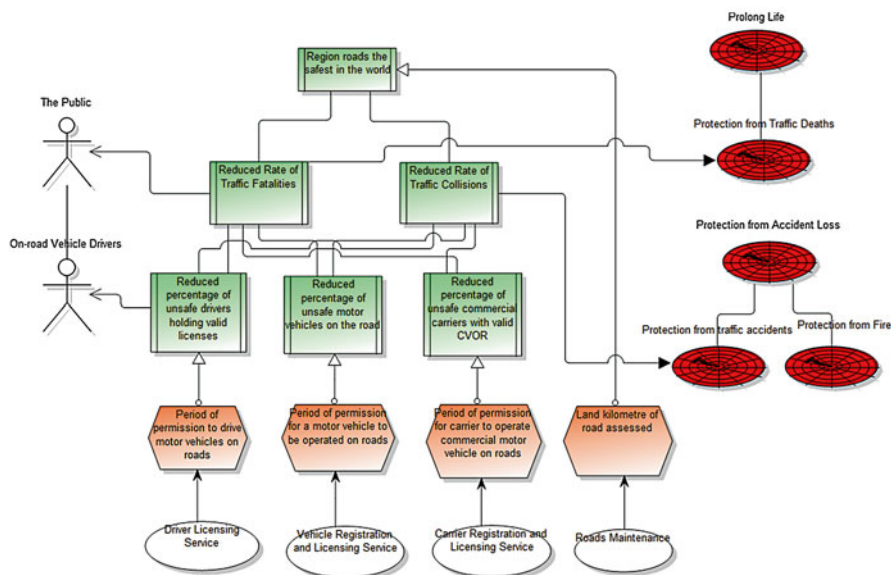 Prolong Life
Region roads the
safest in the world
The Public
Protection from Traffic Deaths
Reduced Rate of
Traffic Fatalities
Reduced Rate of
Traffic Collisions
Protection from Accident Loss
On-road Vehicle Drivers
Reduced
percentage of
unsafe drivers
holding valid
licenses
Reduced
percentage of
unsafe motor
vehicles on the road
Reduced
percentage of
unsafe commercial
carriers with valid
CVOR
Protection from traffic accidents
Protection from Fire
Period of
permission to drive
motor vehicles on
roads
Period of permission
for a motor vehicle to
be operated on roads
Period of permission
for carrier to operate
commercial motor
vehicle on roads
Land kilometre of
road assessed
Driver Licensing
Service
Vehicle Registration
and Licensing Service
Carrier Registration and
Licensing Service
Roads Maintenance